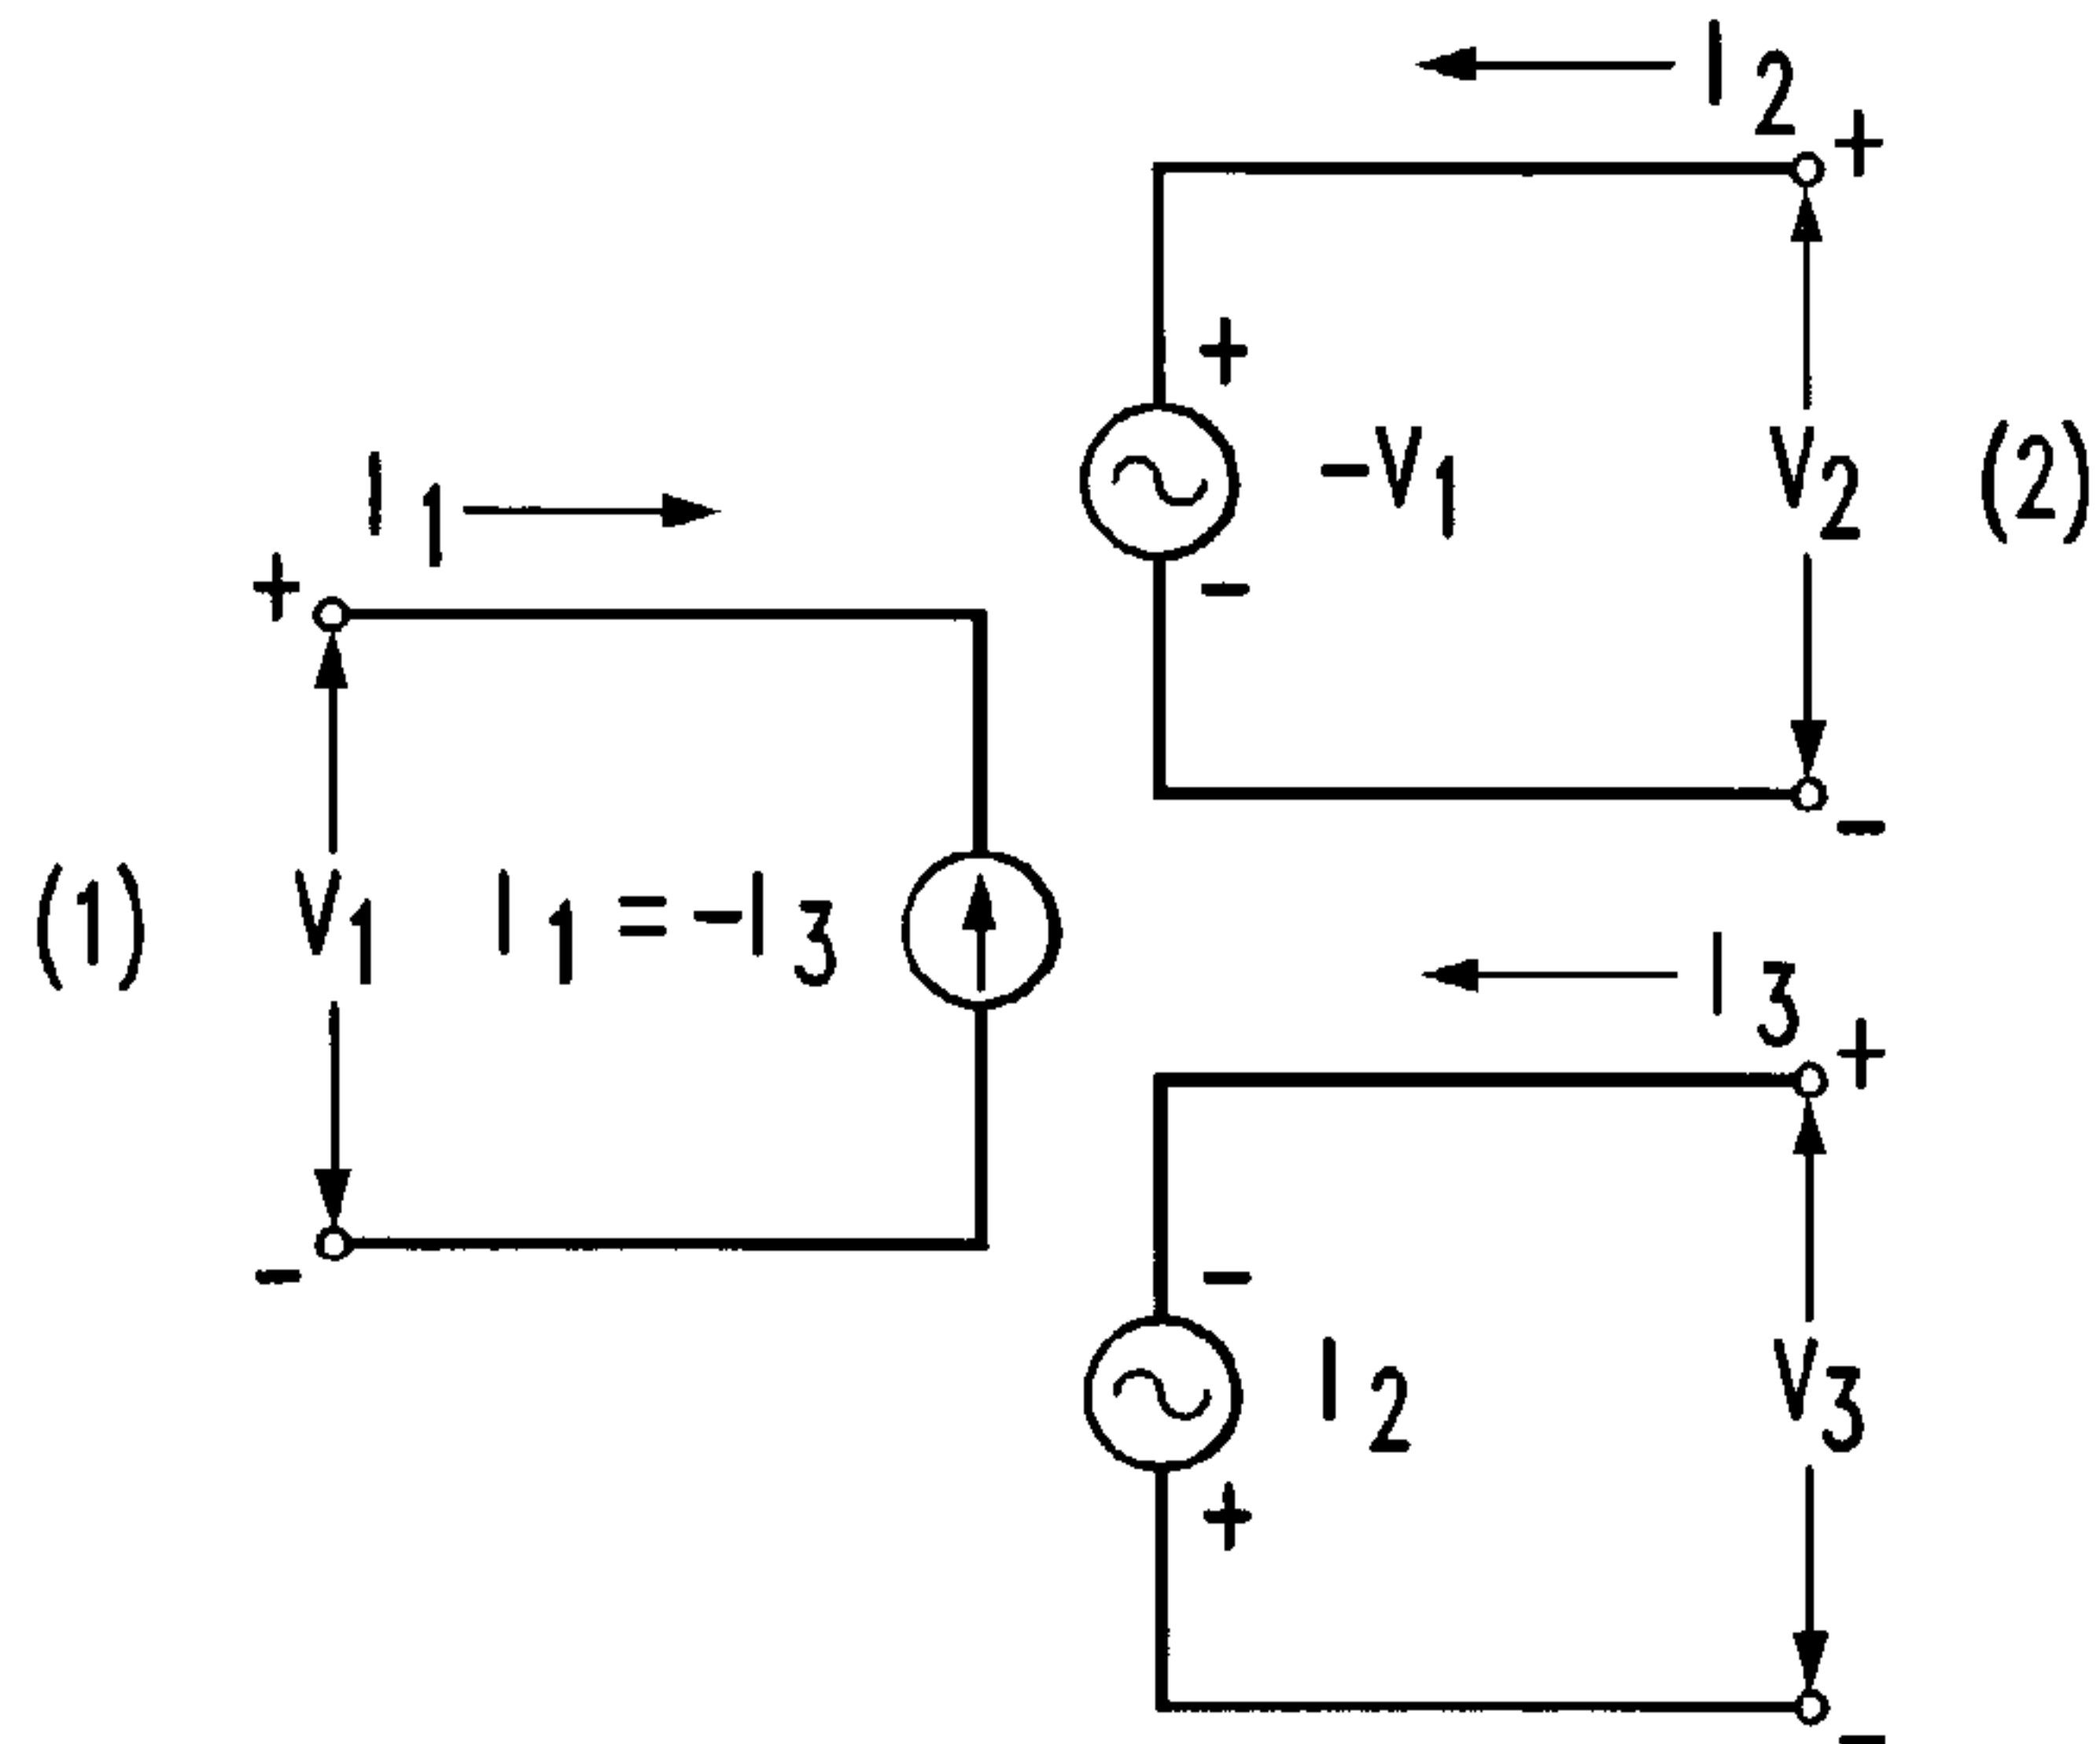 I2
+
+
-V1
V2
(2)
I1
+
-
-
(1)
V1
I1 = -I3
I3
+
-
-
I2
V3
+
-